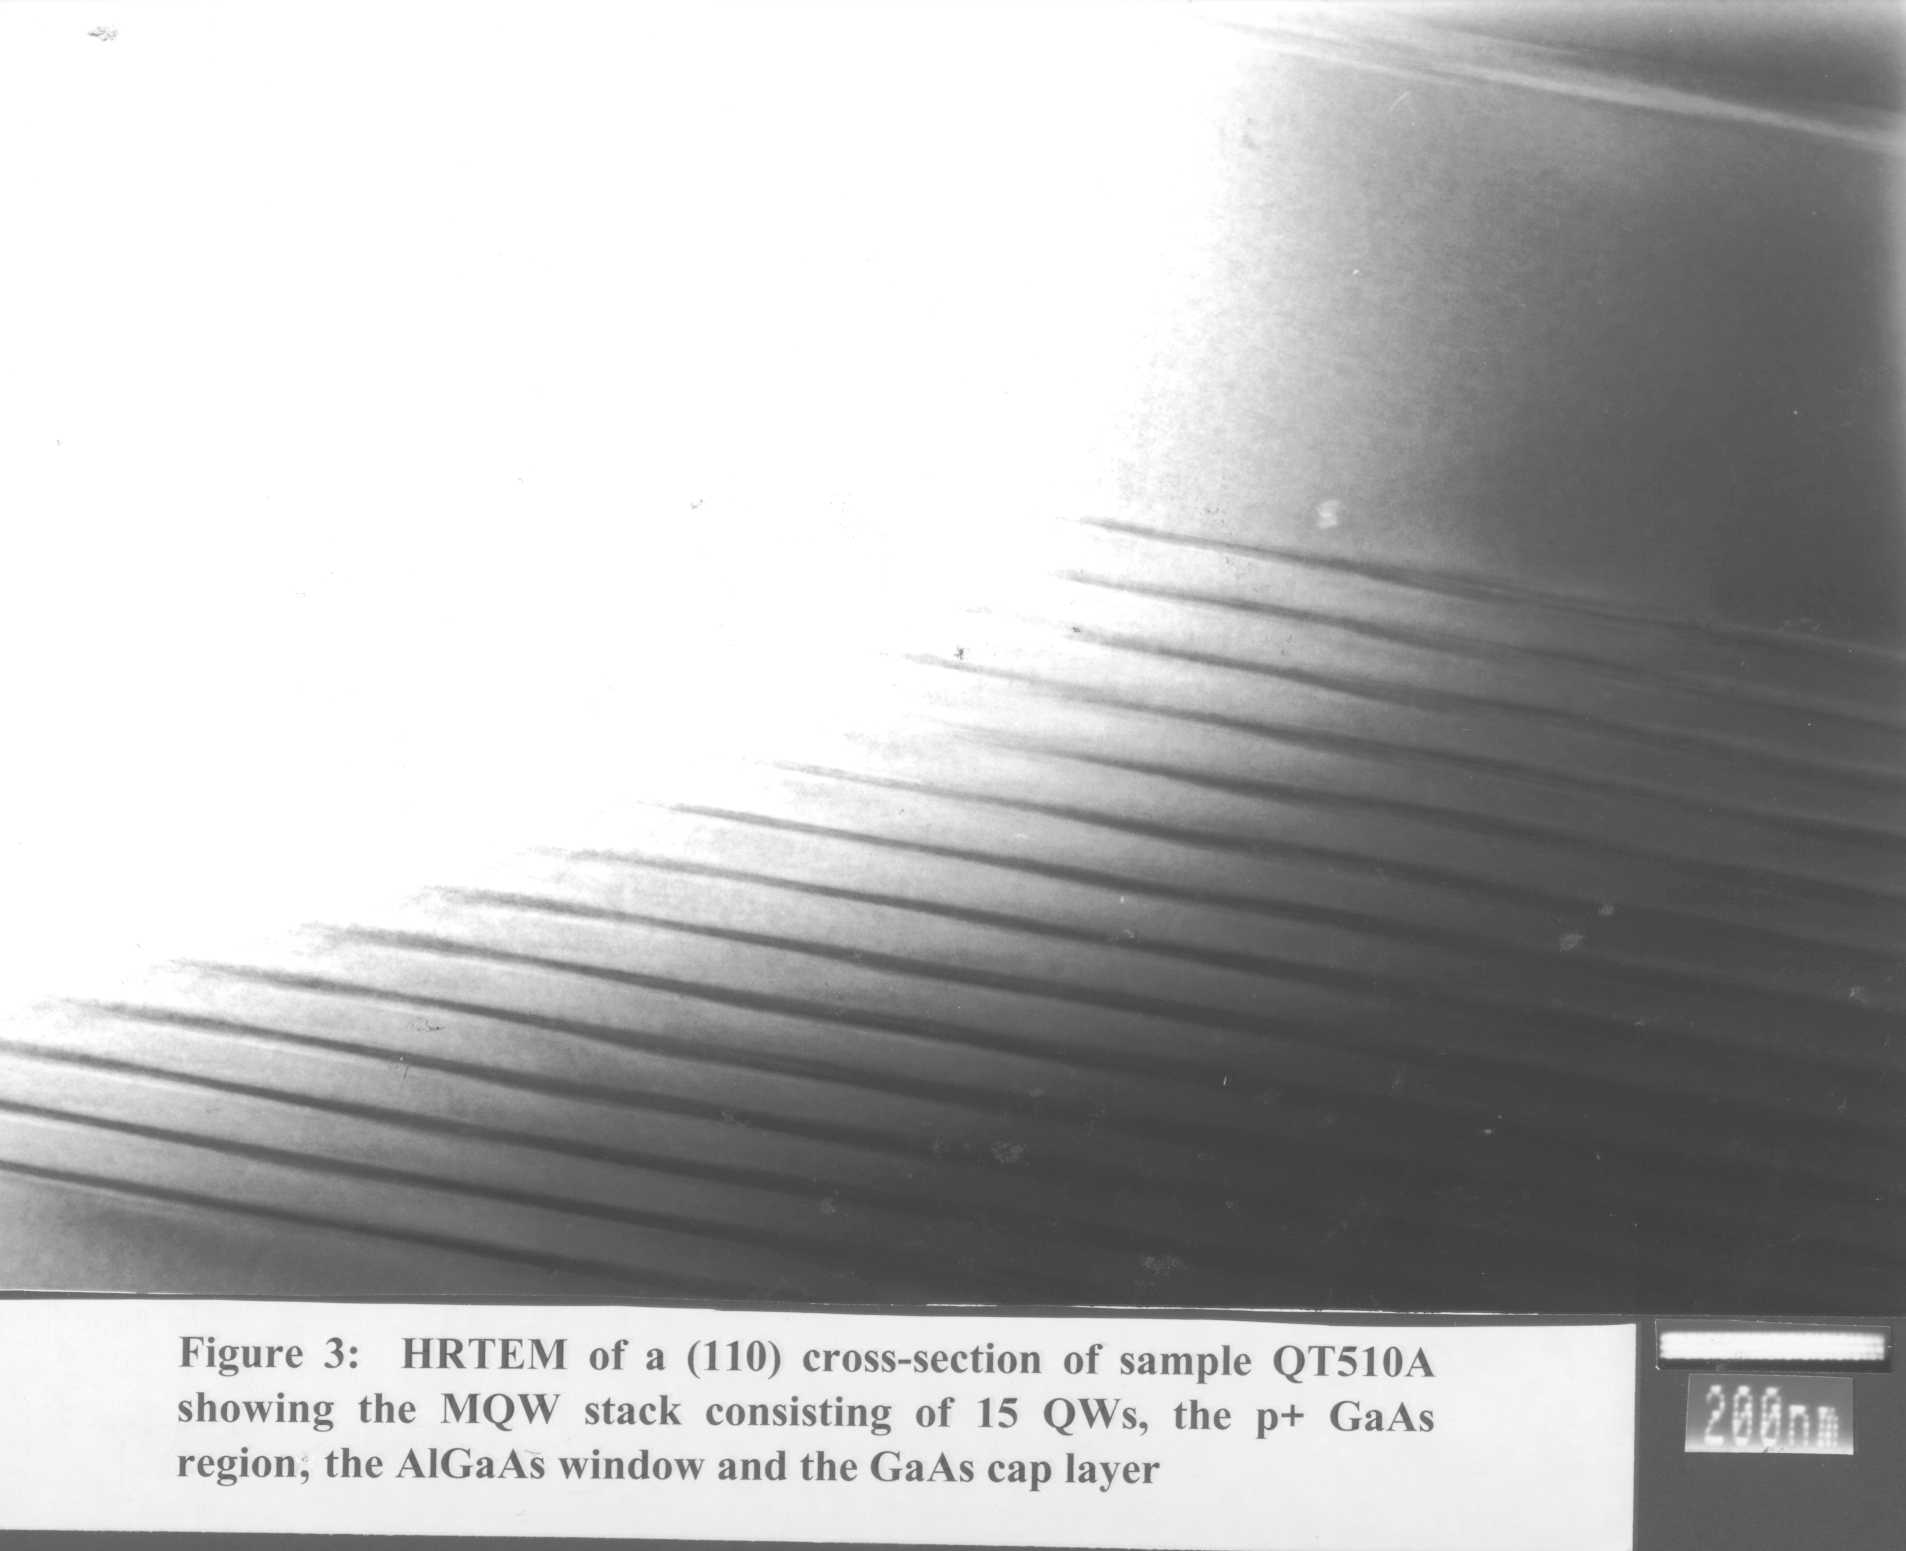 Figure 3: HRTEM of a (110) cross-section of sample QT510A
showing the MQW stack consisting of 15 QWs, the p+ GaAs
region, the AlGaAs window and the GaAs cap layer
200nm